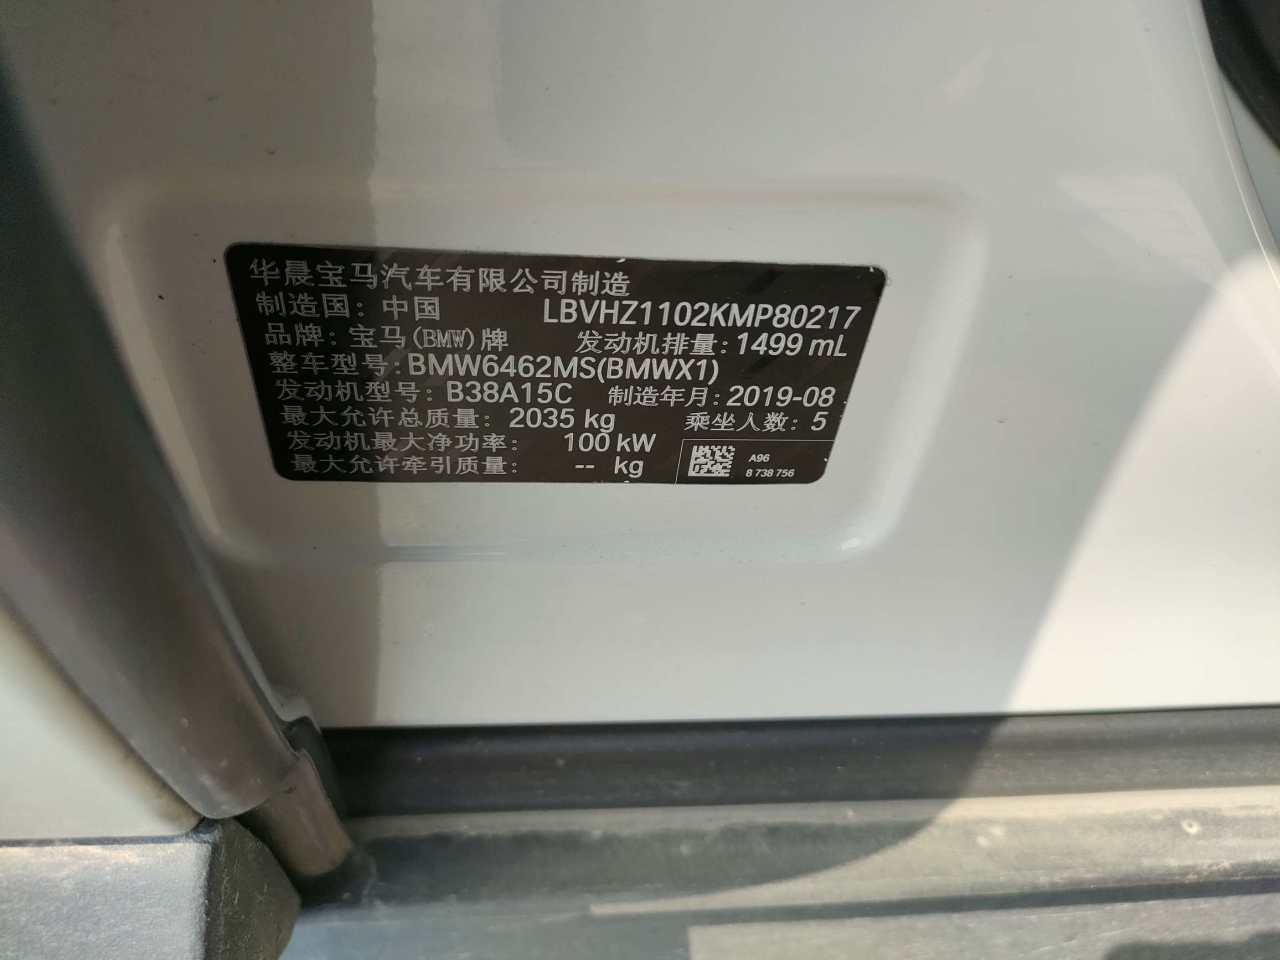 华晨宝马汽车有限公司制造
制造国：中国 LBVHZ1102KMP80217
品牌：宝马(BMW)牌 发动机排量：1499 mL
整车型号:BMW6462MS(BMWX1)
发动机型号：B38A15C 制造年月：2019-08
最大允许总质量：2035 kg 乘坐人数：5
发动机最大净功率： 100 kW
最大允许牵引质量： -- kg
A96
8 738 756